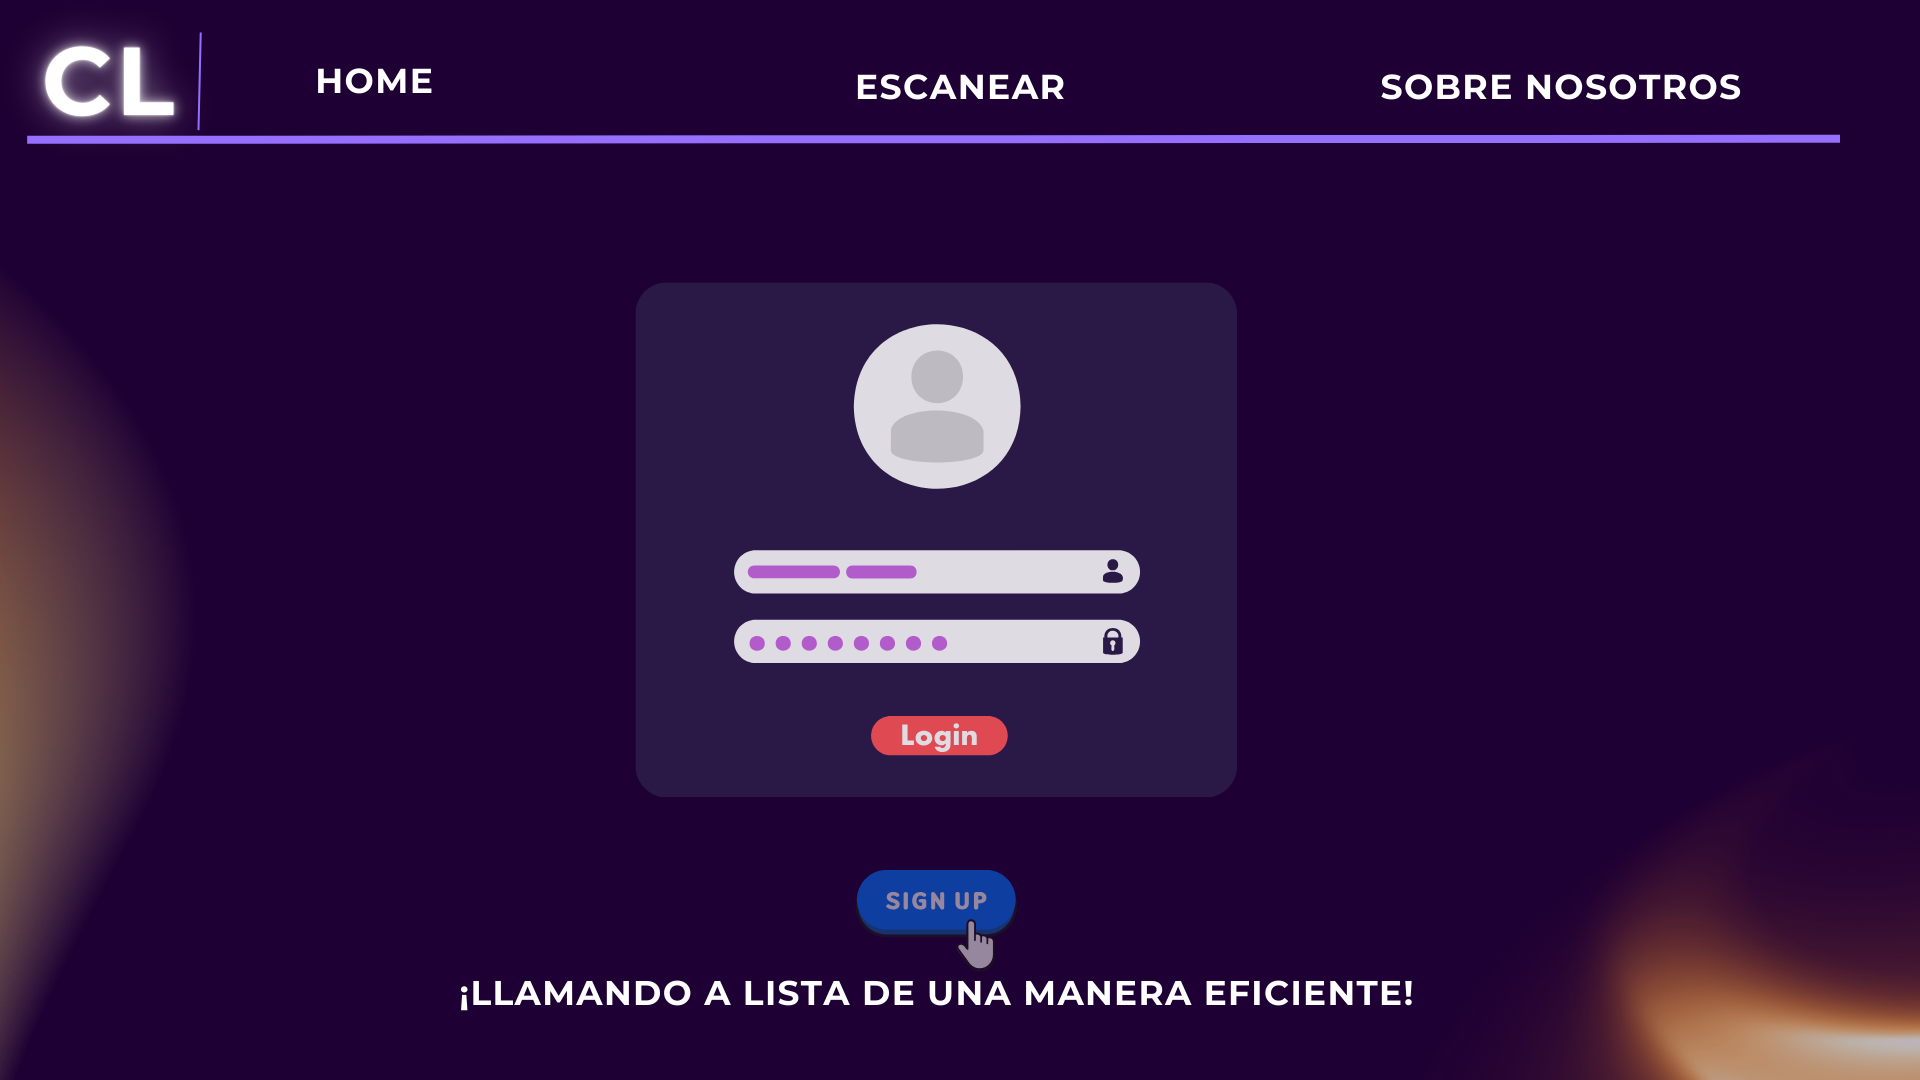 CL
HOME
ESCANEAR
SOBRE NOSOTROS
Login
SIGN UP
¡LLAMANDO A LISTA DE UNA MANERA EFICIENTE!